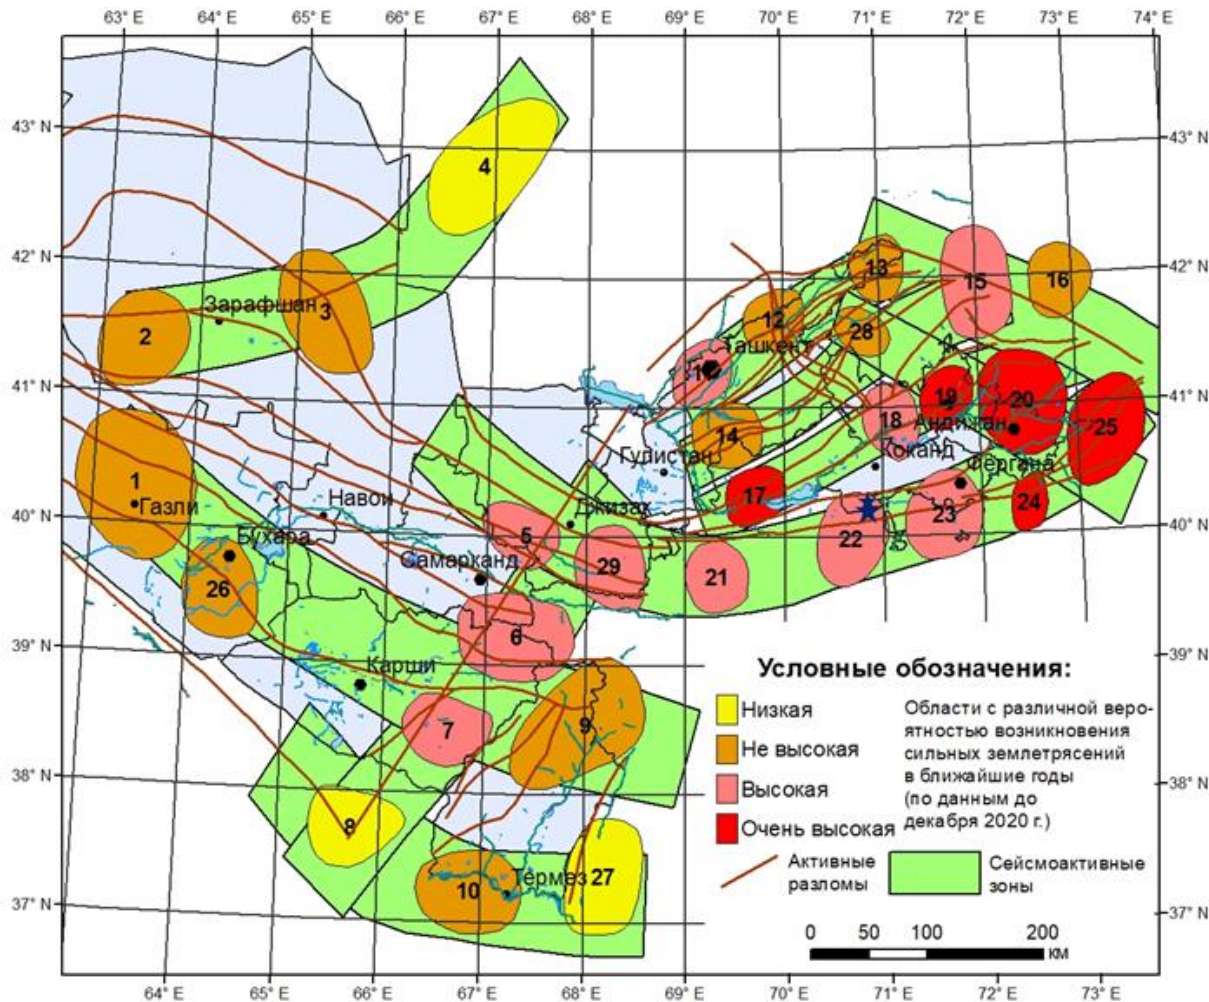 63° E 64° E 65° E 66° E 67° E 68° E 69° E 70° E 71° E 72° E 73° E 74° E
43° N
43° N
4
42° N
42° N
13
15
16
Зарафшан
3
2
12
28
Ташкент
41° N
41° N
19
20
18
14
25
Андижан
Гулистан
Фергана
1
17
24
Газли
Навои
Джизах
23
40° N
40° N
5
22
Бухара
Самарканд
29
21
26
6
39° N
39° N
Карши
7
9
38° N
38° N
8
10
Термез
27
37° N
37° N
Условные обозначения:
Низкая
Не высокая
Высокая
Очень высокая
Области с различной веро-
ятностью возникновения
сильных землетрясений
в ближайшие годы
(по данным до
декабря 2020 г.)
Активные
разломы
Сейсмоактивные
зоны
0 50 100 200
км
64° E 65° E 66° E 67° E 68° E 69° E 70° E 71° E 72° E 73° E